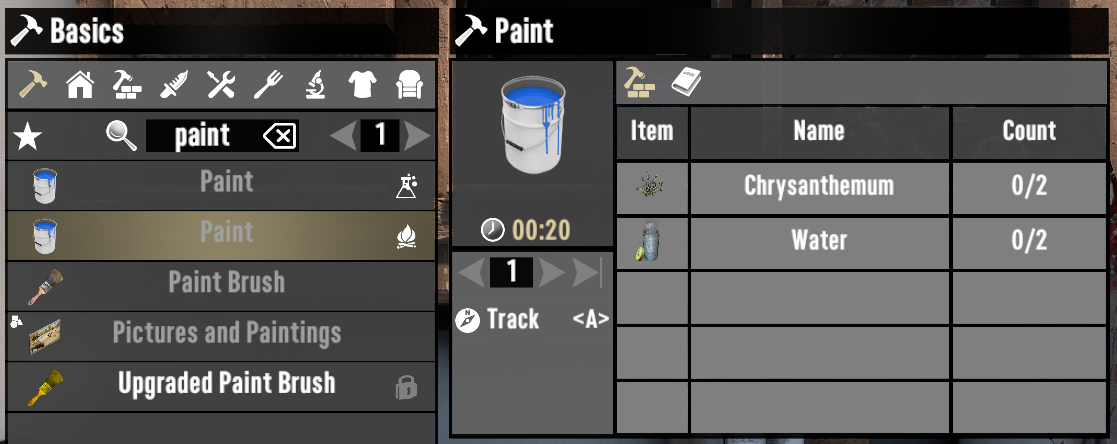 Basics
paint
1
Paint
Paint
Paint Brush
Pictures and Paintings
Upgraded Paint Brush
Paint
00:20
1
Track <A>
Item Name Count
Chrysanthemum 0/2
Water 0/2